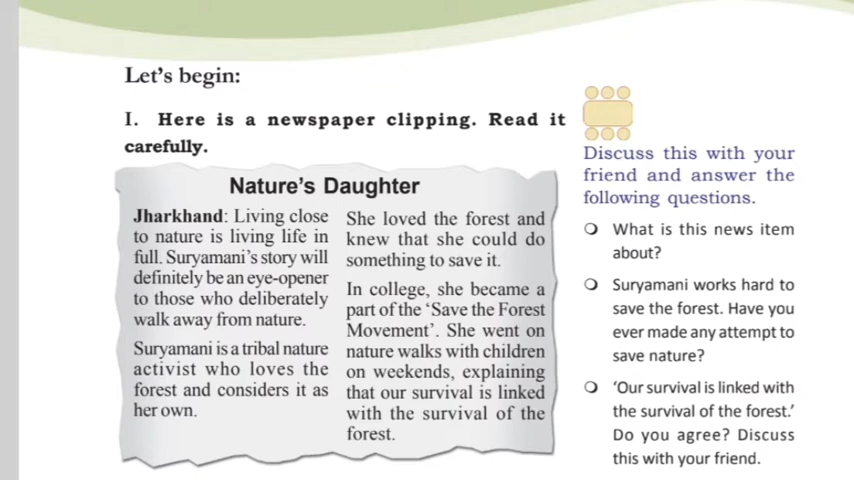 Let's begin:
I. Here is a newspaper clipping. Read it
carefully.
Nature's Daughter
Jharkhand: Living close
to nature is living life in
full. Suryamani's story will
definitely be an eye-opener
to those who deliberately
walk away from nature.
Suryamani is a tribal nature
activist who loves the
forest and considers it as
her own.
She loved the forest and
knew that she could do
something to save it.
In college, she became a
part of the 'Save the Forest
Movement'. She went on
nature walks with children
on weekends, explaining
that our survival is linked
with the survival of the
forest.
Discuss this with your
friend and answer the
following questions.
What is this news item
about?
Suryamani works hard to
save the forest. Have you
ever made any attempt to
save nature?
'Our survival is linked with
the survival of the forest.'
Do you agree? Discuss
this with your friend.